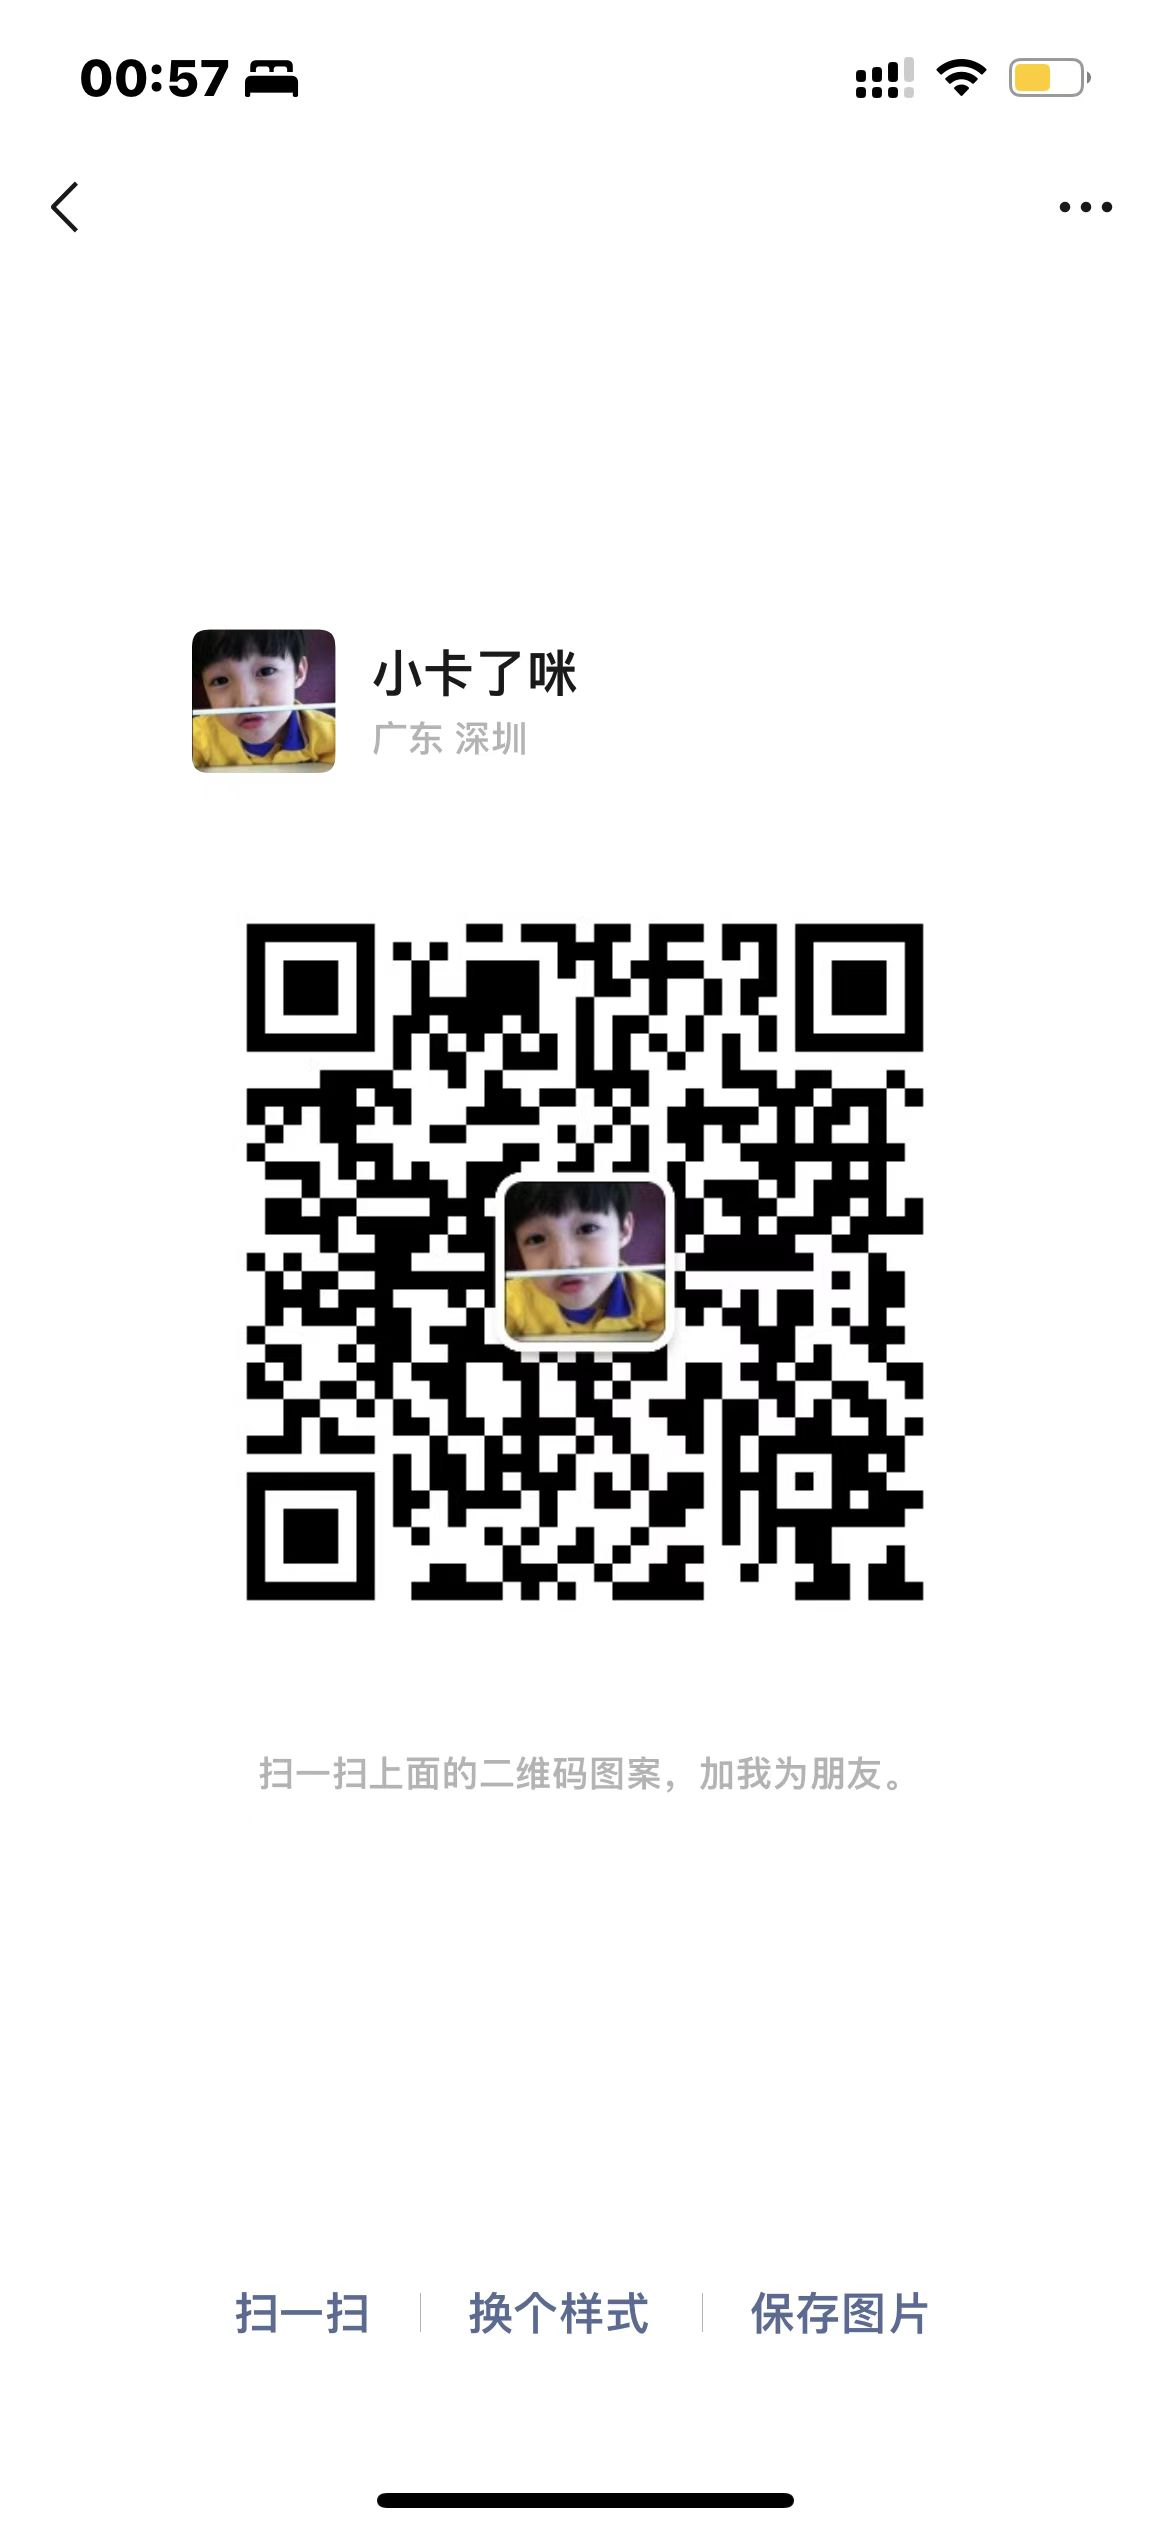 00:57
小卡了咪
广东 深圳
扫一扫上面的二维码图案，加我为朋友。
扫一扫
换个样式
保存图片